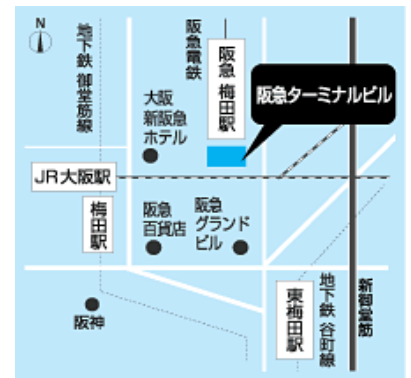 N
地下鉄 御堂筋線
阪急電鉄
阪急 梅田駅
阪急ターミナルビル
大阪
新阪急
ホテル
JR大阪駅
梅田駅
阪急
百貨店
阪急
グランド
ビル
阪神
東梅田駅
地下鉄 谷町線
新御堂筋